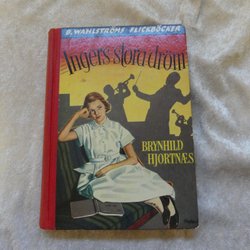 B. WAHLSTRÖMS FLICKBÖCKER
Ingers stora dröm
BRYNHILD
HJORTNÆS